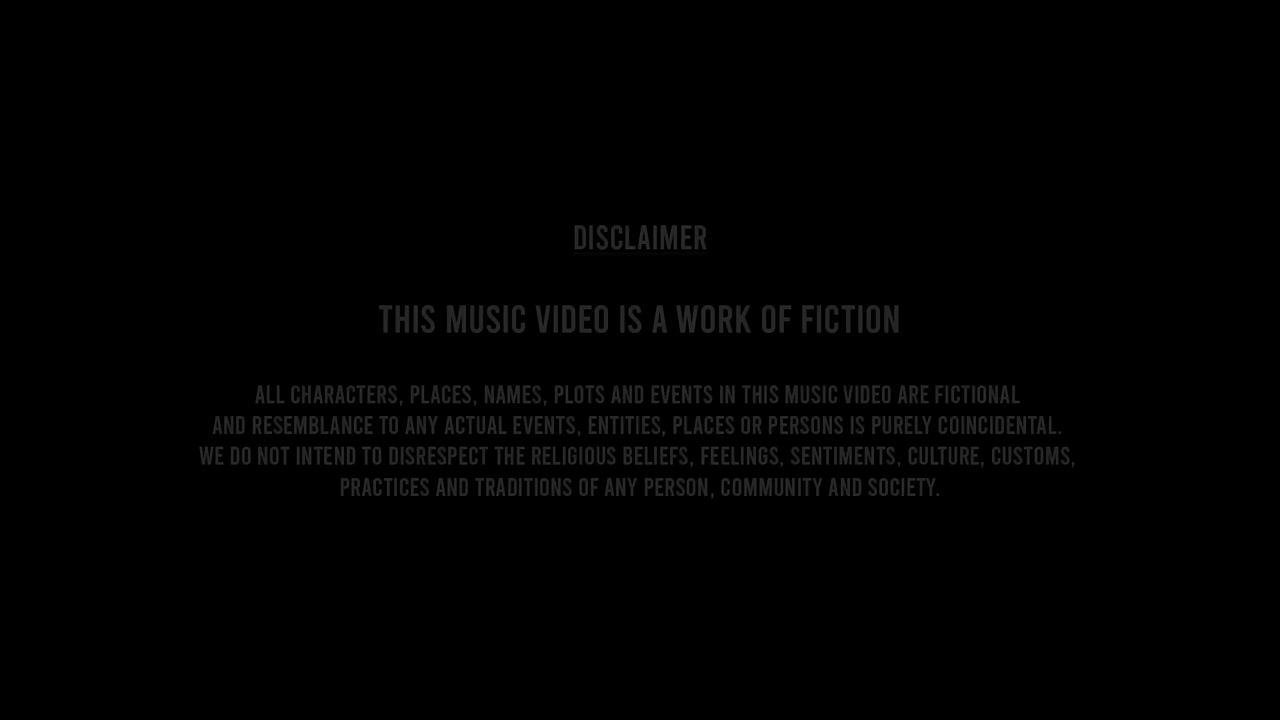 DISCLAIMER
THIS MUSIC VIDEO IS A WORK OF FICTION
ALL CHARACTERS, PLACES, NAMES, PLOTS AND EVENTS IN THIS MUSIC VIDEO ARE FICTIONAL
AND RESEMBLANCE TO ANY ACTUAL EVENTS, ENTITIES, PLACES OR PERSONS IS PURELY COINCIDENTAL.
WE DO NOT INTEND TO DISRESPECT THE RELIGIOUS BELIEFS, FEELINGS, SENTIMENTS, CULTURE, CUSTOMS,
PRACTICES AND TRADITIONS OF ANY PERSON, COMMUNITY AND SOCIETY.